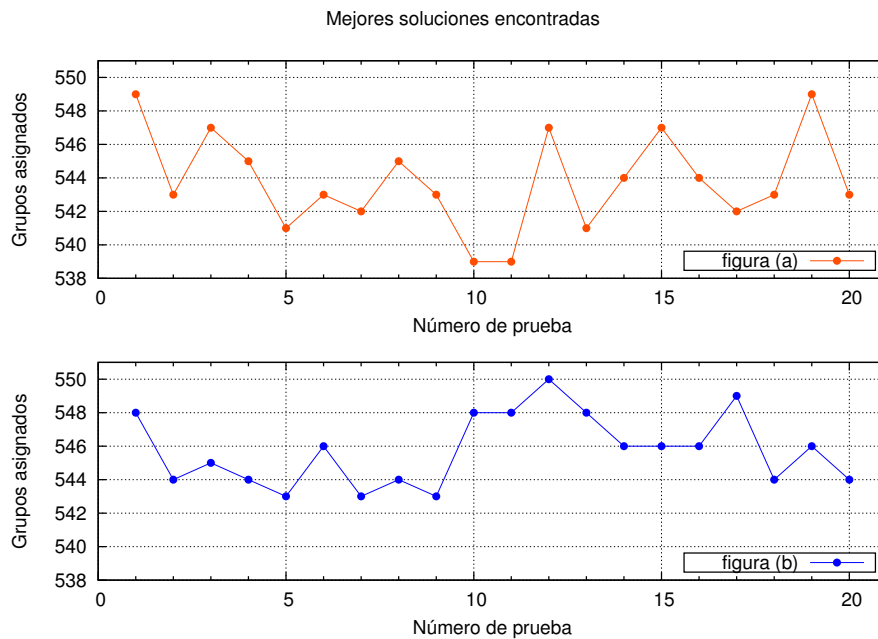 Mejores soluciones encontradas
550
548
546
544
542
540
538
Grupos asignados
figura (a)
0 5 10 15 20
Número de prueba
550
548
546
544
542
540
538
Grupos asignados
figura (b)
0 5 10 15 20
Número de prueba